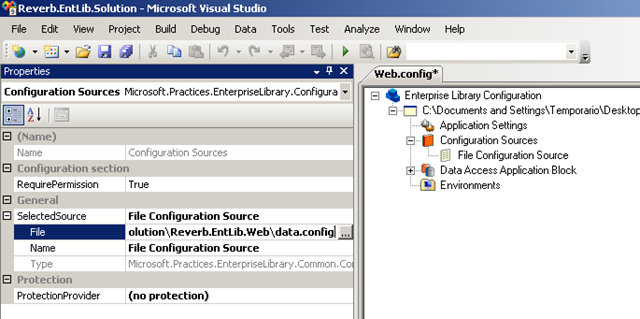 Reverb.EntLib.Solution - Microsoft Visual Studio
File Edit View Project Build Debug Data Tools Test Analyze Window Help
Properties
Configuration Sources Microsoft.Practices.EnterpriseLibrary.Configura
(Name)
Name Configuration Sources
Configuration section
RequirePermission True
General
SelectedSource File Configuration Source
File olution\Reverb.EntLib.Web\data.config ...
Name File Configuration Source
Type Microsoft.Practices.EnterpriseLibrary.Common.Co
Protection
ProtectionProvider (no protection)
Web.config*
Enterprise Library Configuration
C:\Documents and Settings\Temporario\Desktop
Application Settings
Configuration Sources
File Configuration Source
Data Access Application Block
Environments